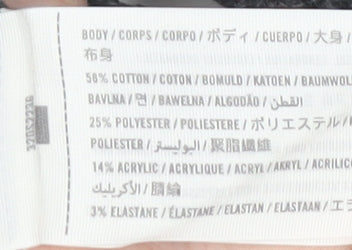 BODY / CORPS / CORPO / ボディ / CUERPO / 大身 /
布身
58% COTTON / COTON / BOMULD / KATOEN / BAUMWOL
BAVLNA / 면 / BAWELNA / ALGODÃO / القطن
25% POLYESTER / POLIESTERE / ポリエステル /
POLIESTER / البوليستر / 聚脂纖維
14% ACRYLIC / ACRYLIQUE / ACRYL / AKRYL / ACRILICO
الأكريليك / 腈綸
3% ELASTANE / ÉLASTANE / ELASTAN / ELASTAAN / エラ